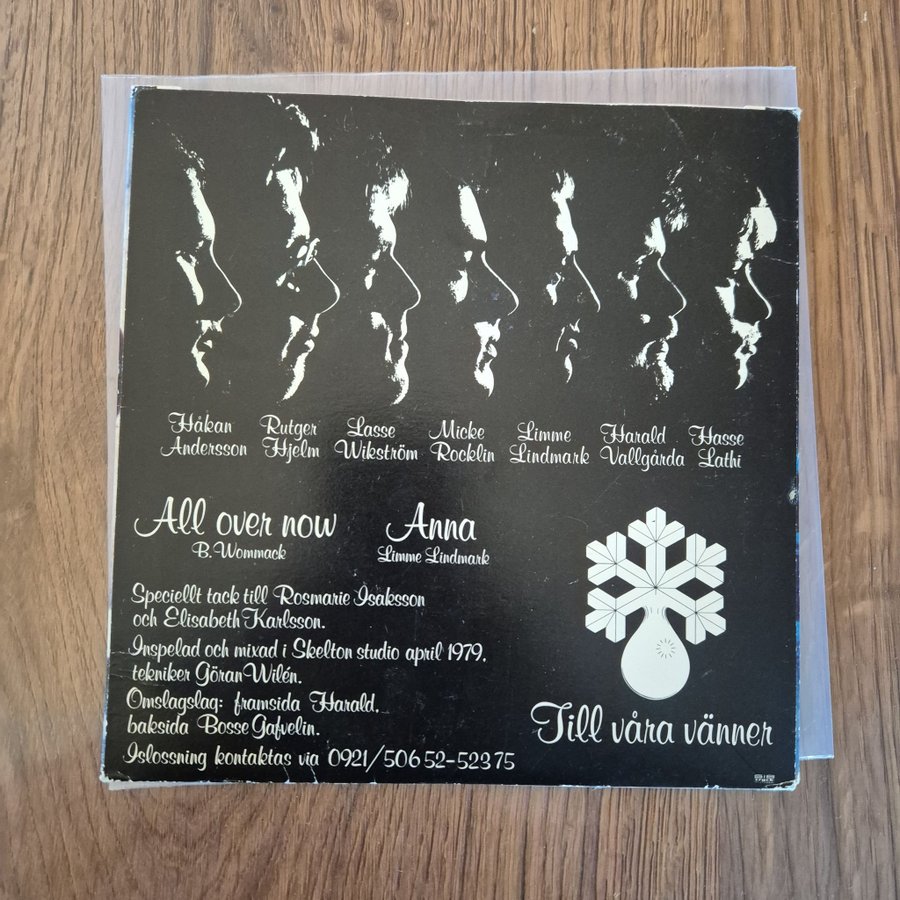 Håkan Andersson
Rutger Hjelm
Lasse Wikström
Micke Rocklin
Limme Lindmark
Harald Vallgårda
Hasse Lathi
All over now
B. Wommack
Anna
Limme Lindmark
Speciellt tack till Rosmarie Isaksson
och Elisabeth Karlsson.
Inspelad och mixad i Skelton studio april 1979,
tekniker Göran Wilén.
Omslagslag: framsida Harald,
baksida Bosse Gafvelin.
Islossning kontaktas via 0921/506 52-523 75
Till våra vänner